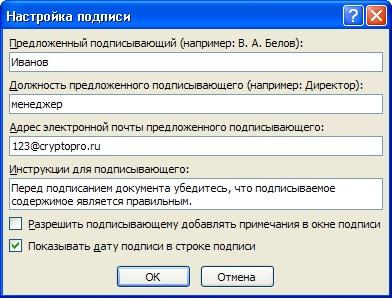 Настройка подписи
Предложенный подписывающий (например: В. А. Белов):
Иванов
Должность предложенного подписывающего (например: Директор):
менеджер
Адрес электронной почты предложенного подписывающего:
123@cryptopro.ru
Инструкции для подписывающего:
Перед подписанием документа убедитесь, что подписываемое
содержимое является правильным.
Разрешить подписывающему добавлять примечания в окне подписи
Показывать дату подписи в строке подписи
ОК
Отмена